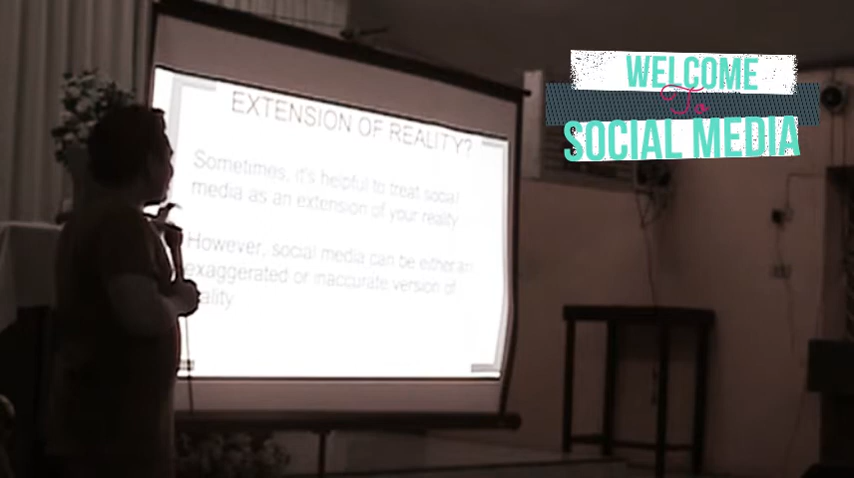 EXTENSION OF REALITY?
Sometimes, it's helpful to treat social
media as an extension of your reality
However, social media can be either an
exaggerated or inaccurate version of
reality
WELCOME
To
SOCIAL MEDIA